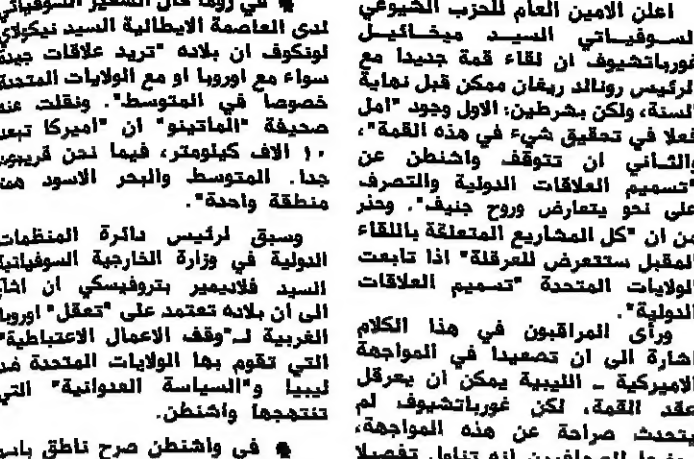 اعلن الامين العام للحزب الشيوعي
السوفياتي السيد ميخائيل
غورباتشيوف ان لقاء قمة جديدا مع
الرئيس رونالد ريغان ممكن قبل نهاية
السنة، ولكن بشرطين: الاول وجود "امل
فعلا في تحقيق شيء في هذه القمة"،
والثاني ان تتوقف واشنطن عن
"تسميم العلاقات الدولية والتصرف
على نحو يتعارض وروح جنيف". وحذر
من ان "كل المشاريع المتعلقة باللقاء
المقبل ستتعرض للعرقلة" اذا تابعت
الولايات المتحدة "تسميم العلاقات
الدولية".
ورأى المراقبون في هذا الكلام
اشارة الى ان تصعيدا في المواجهة
الاميركية ـ الليبية يمكن ان يعرقل
عقد القمة، لكن غورباتشيوف لم
يتحدث صراحة عن هذه المواجهة،
انه تناول تفصيلا
في روما قال السفير السوفياتي
لدى العاصمة الايطالية السيد نيكولاي
لونكوف ان بلاده "تريد علاقات جيدة
سواء مع اوروبا او مع الولايات المتحدة
خصوصا في المتوسط". ونقلت عنه
صحيفة "الماتينو" ان "اميركا تبعد
١٠ الاف كيلومتر، فيما نحن قريبون
جدا. المتوسط والبحر الاسود همت
منطقة واحدة".
وسبق لرئيس دائرة المنظمات
الدولية في وزارة الخارجية السوفياتية
السيد فلاديمير بتروفيسكي ان اشار
الى ان بلاده تعتمد على "تعقل" اوروبا
الغربية لـ"وقف الاعمال الاعتباطية"
التي تقوم بها الولايات المتحدة ضد
ليبيا و"السياسة العدوانية" التي
تنتهجها واشنطن.
في واشنطن صرح ناطق باسم